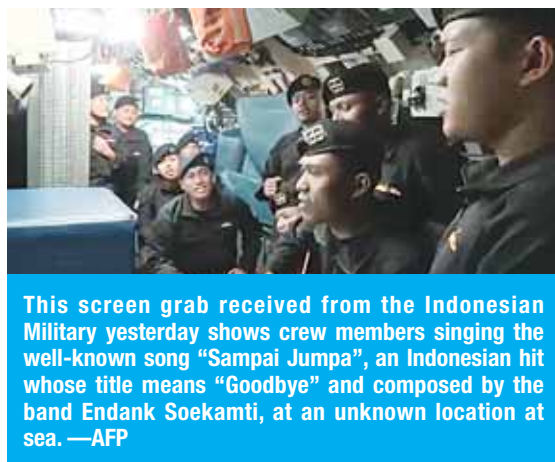 This screen grab received from the Indonesian
Military yesterday shows crew members singing the
well-known song “Sampai Jumpa”, an Indonesian hit
whose title means “Goodbye” and composed by the
band Endank Soekamti, at an unknown location at
sea. —AFP